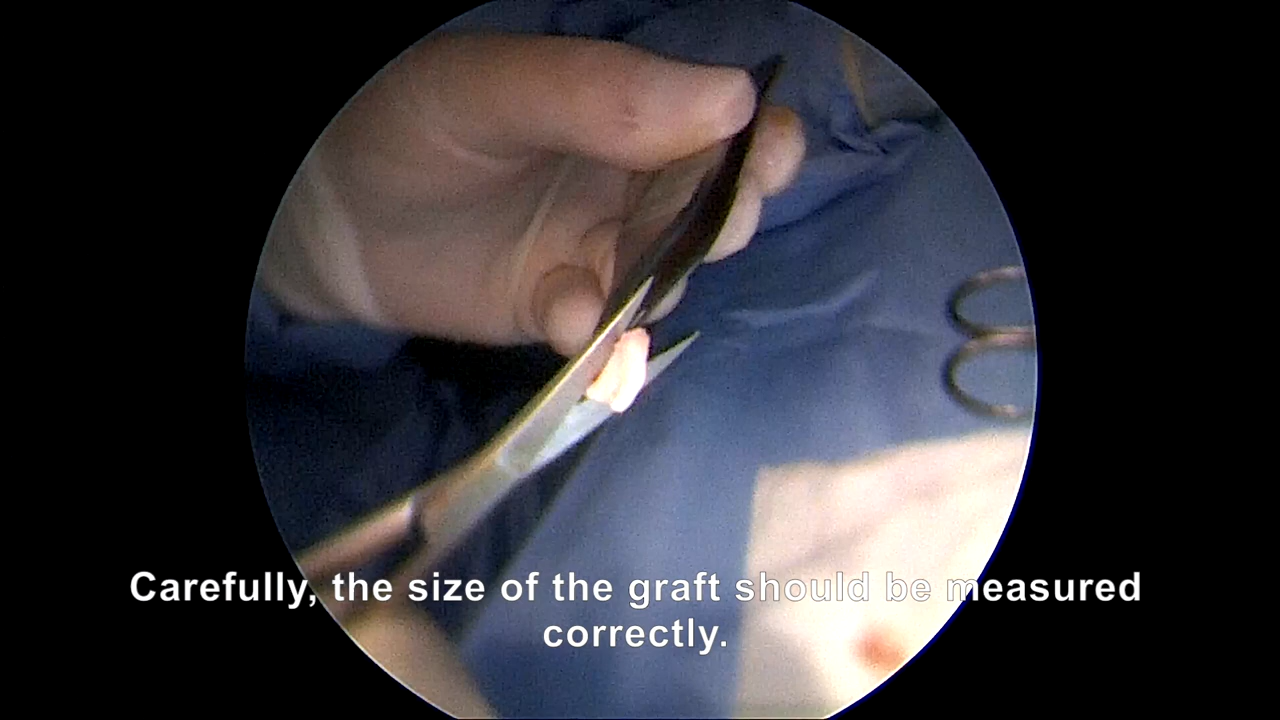 Carefully, the size of the graft should be measured
correctly.